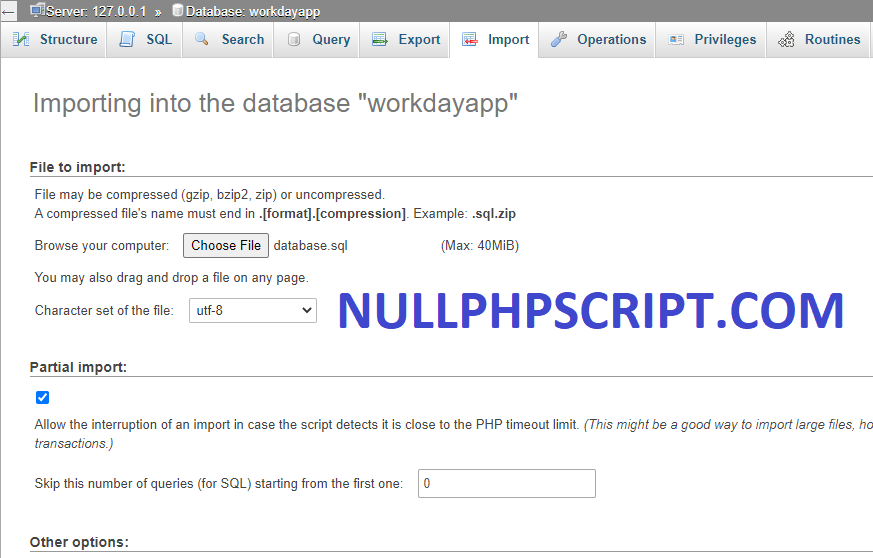 ← Server: 127.0.0.1 » Database: workdayapp
Structure SQL Search Query Export Import Operations Privileges Routines
Importing into the database "workdayapp"
File to import:
File may be compressed (gzip, bzip2, zip) or uncompressed.
A compressed file's name must end in .[format].[compression]. Example: .sql.zip
Browse your computer: Choose File database.sql (Max: 40MiB)
You may also drag and drop a file on any page.
Character set of the file: utf-8
NULLPHPSCRIPT.COM
Partial import:
Allow the interruption of an import in case the script detects it is close to the PHP timeout limit. (This might be a good way to import large files, ho
transactions.)
Skip this number of queries (for SQL) starting from the first one: 0
Other options: